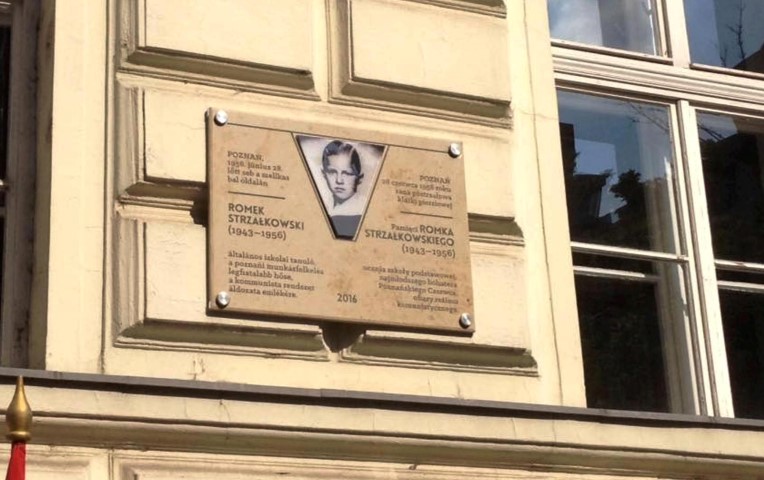 POZNAŃ,
1956. június 28.
lőtt seb a mellkas
bal oldalán
ROMEK
STRZAŁKOWSKI
(1943–1956)
általános iskolai tanuló,
a poznańi munkásfelkelés
legfiatalabb hőse,
a kommunista rendszer
áldozata emlékére.
2016
POZNAŃ
28 czerwca 1956 roku
rana postrzałowa
klatki piersiowej
Pamięci ROMKA
STRZAŁKOWSKIEGO
(1943–1956)
ucznia szkoły podstawowej,
najmłodszego bohatera
Poznańskiego Czerwca,
ofiary reżimu
komunistycznego.